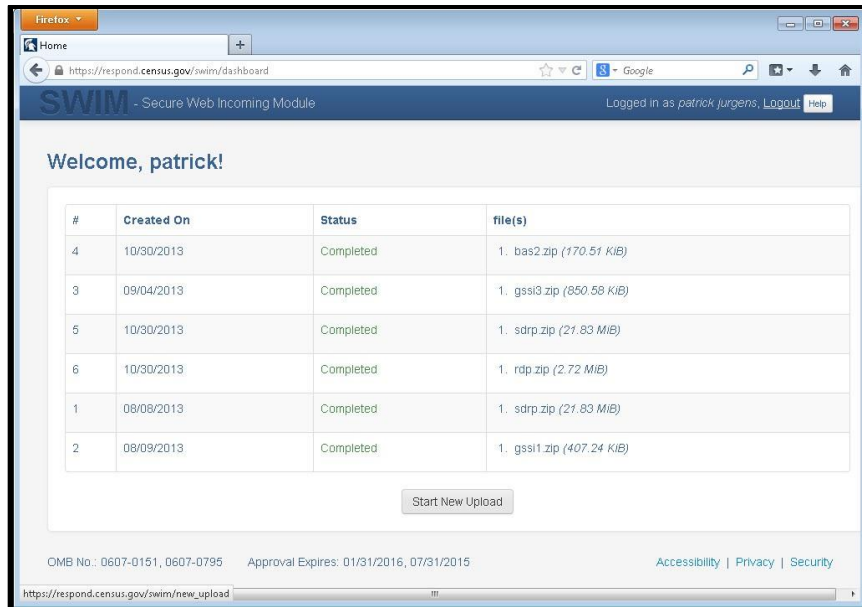 Firefox
Home
https://respond.census.gov/swim/dashboard
Google
SWIM - Secure Web Incoming Module
Logged in as patrick jurgens, Logout Help
Welcome, patrick!
# Created On Status file(s)
4 10/30/2013 Completed 1. bas2.zip (170.51 KiB)
3 09/04/2013 Completed 1. gssi3.zip (850.58 KiB)
5 10/30/2013 Completed 1. sdrp.zip (21.83 MiB)
6 10/30/2013 Completed 1. rdp.zip (2.72 MiB)
1 08/08/2013 Completed 1. sdrp.zip (21.83 MiB)
2 08/09/2013 Completed 1. gssi1.zip (407.24 KiB)
Start New Upload
OMB No.: 0607-0151, 0607-0795 Approval Expires: 01/31/2016, 07/31/2015 Accessibility | Privacy | Security
https://respond.census.gov/swim/new_upload